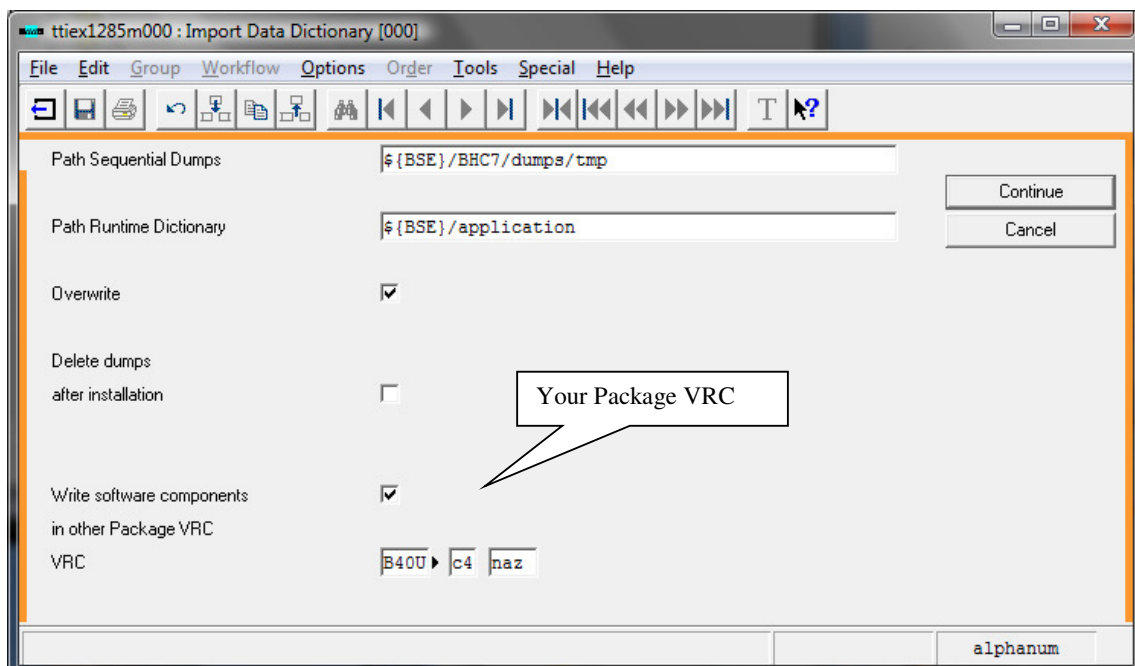 ttiex1285m000 : Import Data Dictionary [000]
File Edit Group Workflow Options Order Tools Special Help
T ?
Path Sequential Dumps ${BSE}/BHC7/dumps/tmp
Continue
Path Runtime Dictionary ${BSE}/application
Cancel
Overwrite
Delete dumps
after installation
Your Package VRC
Write software components
in other Package VRC
VRC B40U c4 naz
alphanum